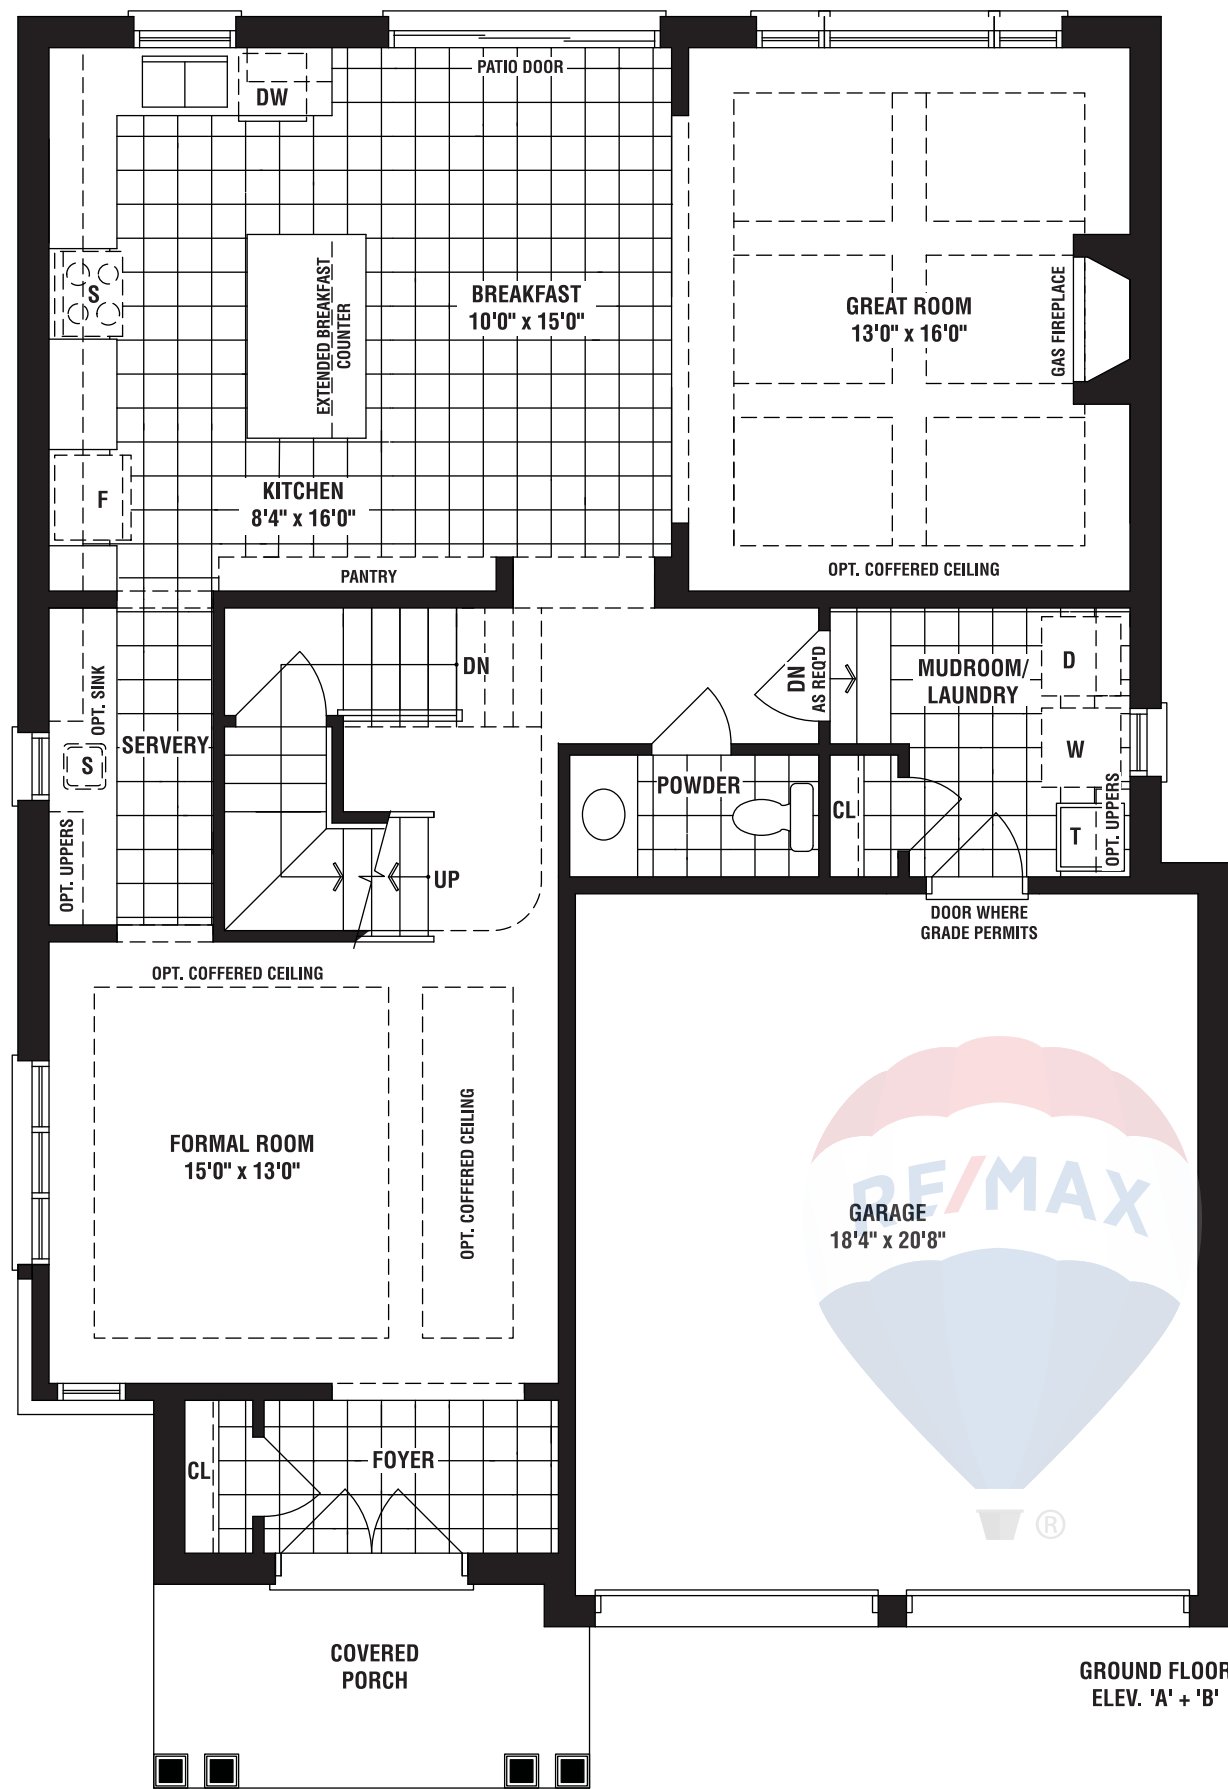 PATIO DOOR
DW
S
EXTENDED BREAKFAST
COUNTER
BREAKFAST
10'0" x 15'0"
GREAT ROOM
13'0" x 16'0"
GAS FIREPLACE
F
KITCHEN
8'4" x 16'0"
PANTRY
OPT. COFFERED CEILING
OPT. SINK
SERVERY
S
OPT. UPPERS
DN
UP
DN
AS REQ'D
MUDROOM/
LAUNDRY
D
W
T
OPT. UPPERS
POWDER
CL
DOOR WHERE
GRADE PERMITS
OPT. COFFERED CEILING
FORMAL ROOM
15'0" x 13'0"
OPT. COFFERED CEILING
RE/MAX
GARAGE
18'4" x 20'8"
®
CL
FOYER
COVERED
PORCH
GROUND FLOOR
ELEV. 'A' + 'B'